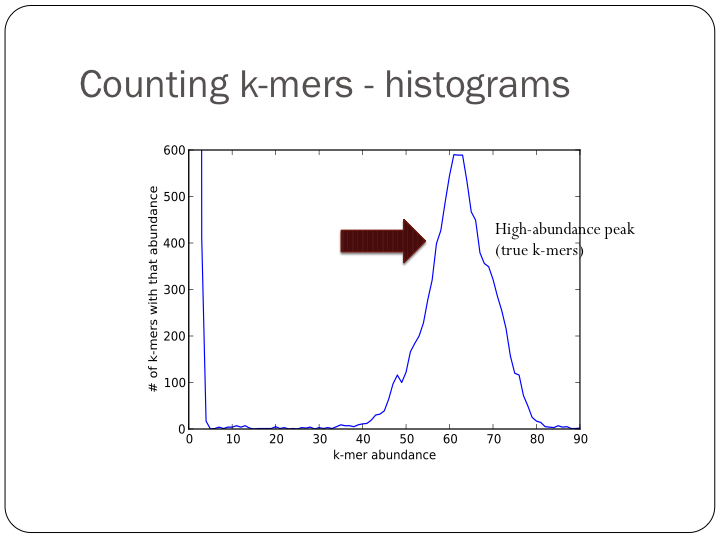 Counting k-mers - histograms
600
500
400
300
200
100
0
# of k-mers with that abundance
High-abundance peak
(true k-mers)
0 10 20 30 40 50 60 70 80 90
k-mer abundance